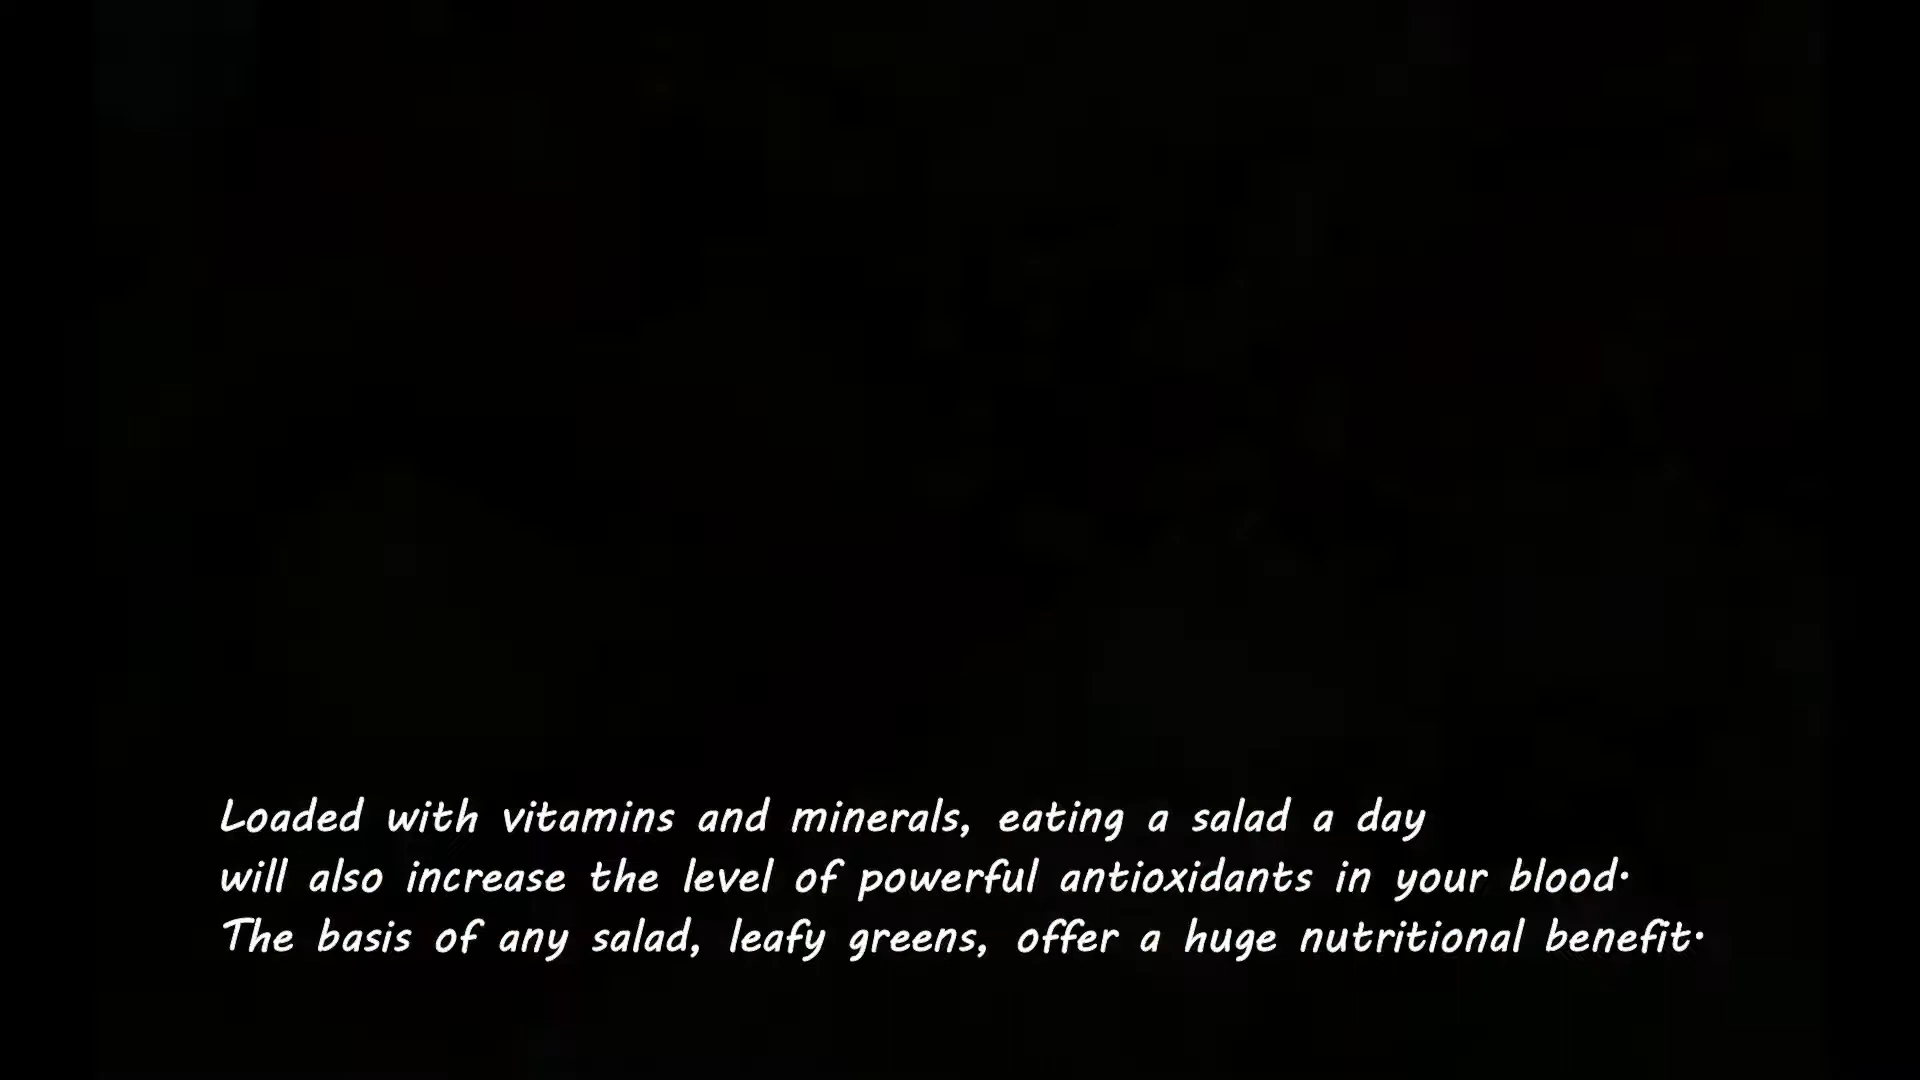 Loaded with vitamins and minerals, eating a salad a day
will also increase the level of powerful antioxidants in your blood.
The basis of any salad, leafy greens, offer a huge nutritional benefit.